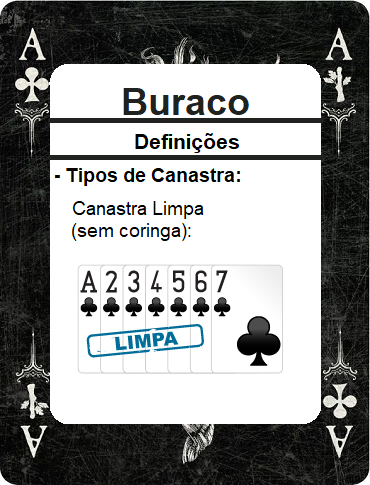 A A
Buraco
Definições
- Tipos de Canastra:
Canastra Limpa
(sem coringa):
A 2 3 4 5 6 7
LIMPA
A A